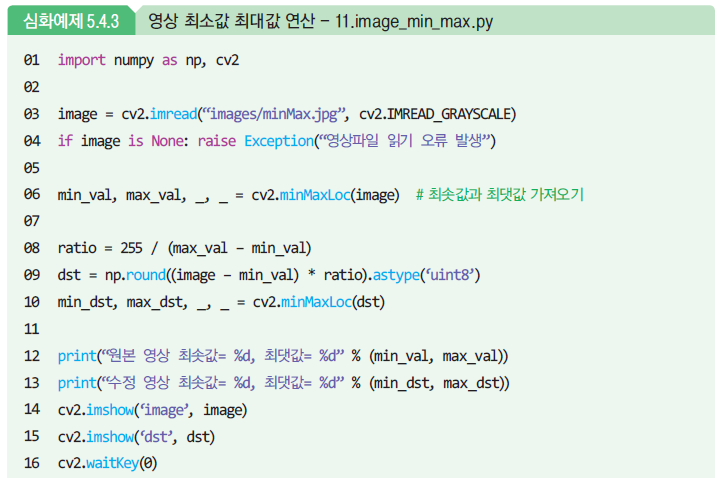 심화예제 5.4.3 영상 최소값 최대값 연산 – 11.image_min_max.py
01 import numpy as np, cv2
02
03 image = cv2.imread(“images/minMax.jpg”, cv2.IMREAD_GRAYSCALE)
04 if image is None: raise Exception(“영상파일 읽기 오류 발생”)
05
06 min_val, max_val, _, _ = cv2.minMaxLoc(image) # 최솟값과 최댓값 가져오기
07
08 ratio = 255 / (max_val – min_val)
09 dst = np.round((image – min_val) * ratio).astype(‘uint8’)
10 min_dst, max_dst, _, _ = cv2.minMaxLoc(dst)
11
12 print(“원본 영상 최솟값= %d, 최댓값= %d” % (min_val, max_val))
13 print(“수정 영상 최솟값= %d, 최댓값= %d” % (min_dst, max_dst))
14 cv2.imshow(‘image’, image)
15 cv2.imshow(‘dst’, dst)
16 cv2.waitKey(0)